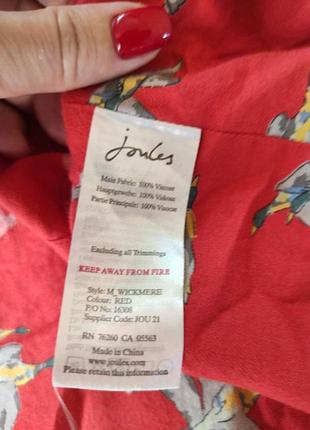 joules
Main Fabric: 100% Viscose
Hauptgewebe: 100% Viskose
Partie Principale: 100% Viscose
Excluding all Trimmings
KEEP AWAY FROM FIRE
Style: M_WICKMERE
Colour: RED
P/O No: 16308
Supplier Code: JOU 21
RN 76260 CA 05563
Made in China
www.joules.com
Please retain this information